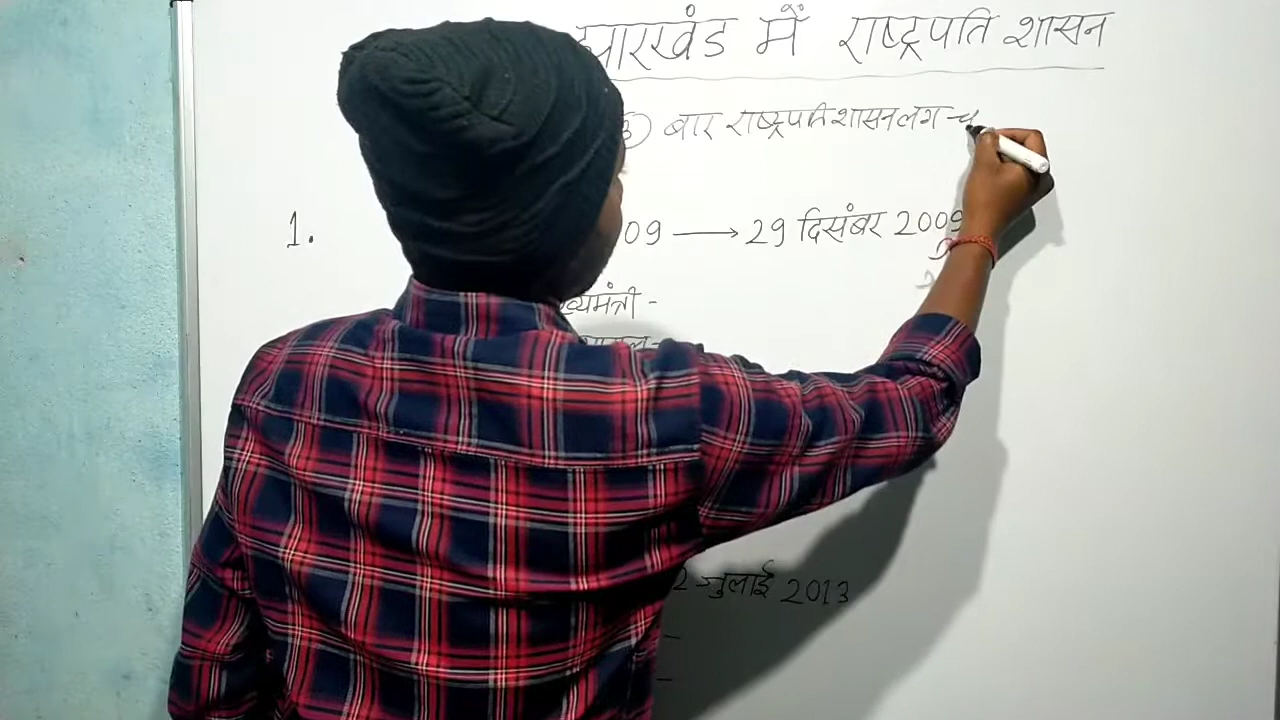 झारखंड में राष्ट्रपति शासन
3) बार राष्ट्रपति शासन लग च
1. 09 → 29 दिसंबर 2009
ख्यमंत्री -
2 जुलाई 2013